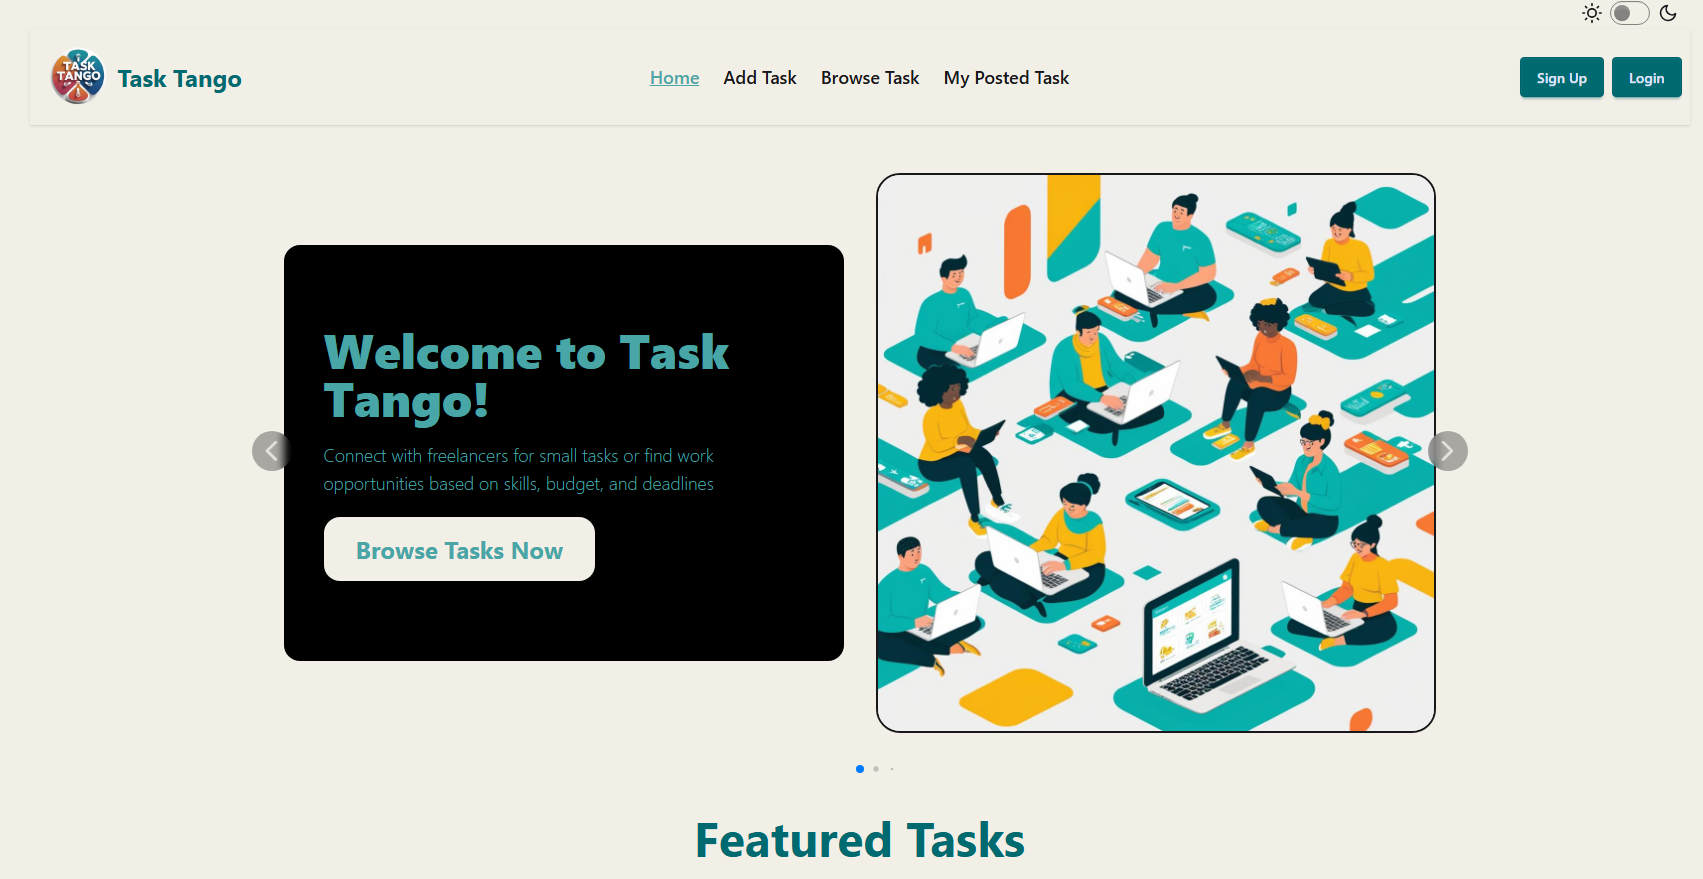 TASK
TANGO
Task Tango
Home
Add Task
Browse Task
My Posted Task
Sign Up
Login
Welcome to Task
Tango!
Connect with freelancers for small tasks or find work
opportunities based on skills, budget, and deadlines
Browse Tasks Now
Featured Tasks